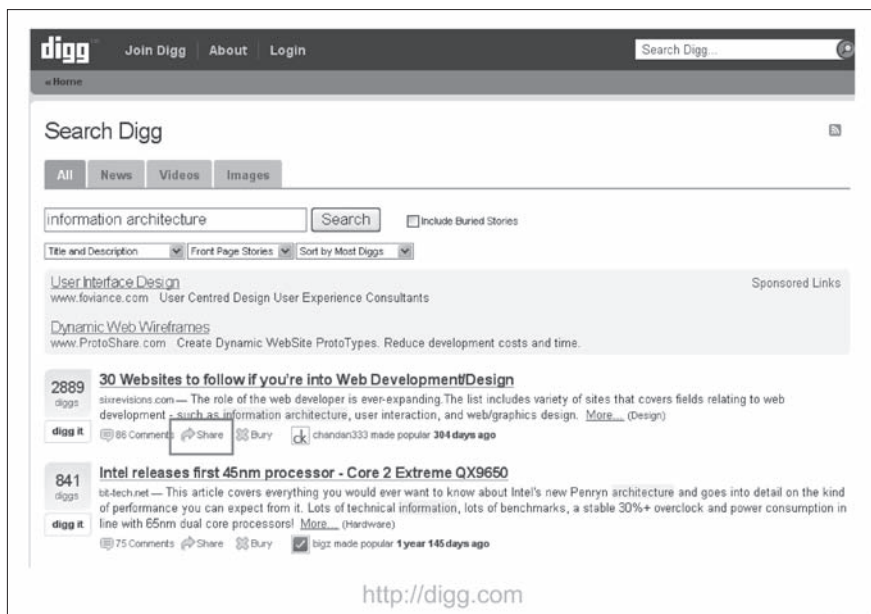 digg
Join Digg About Login
Search Digg...
«Home
Search Digg
All News Videos Images
information architecture Search Include Buried Stories
Title and Description Front Page Stories Sort by Most Diggs
User Interface Design Sponsored Links
www.foviance.com User Centred Design User Experience Consultants
Dynamic Web Wireframes
www.ProtoShare.com Create Dynamic WebSite ProtoTypes. Reduce development costs and time.
2889 diggs digg it
30 Websites to follow if you're into Web Development/Design
sixrevisions.com — The role of the web developer is ever-expanding.The list includes variety of sites that covers fields relating to web
development - such as information architecture, user interaction, and web/graphics design. More... (Design)
86 Comments Share Bury dk chandan333 made popular 304 days ago
841 diggs digg it
Intel releases first 45nm processor - Core 2 Extreme QX9650
bit-tech.net — This article covers everything you would ever want to know about Intel's new Penryn architecture and goes into detail on the kind
of performance you can expect from it. Lots of technical information, lots of benchmarks, a stable 30%+ overclock and power consumption in
line with 65nm dual core processors! More... (Hardware)
75 Comments Share Bury bigz made popular 1 year 145 days ago
http://digg.com